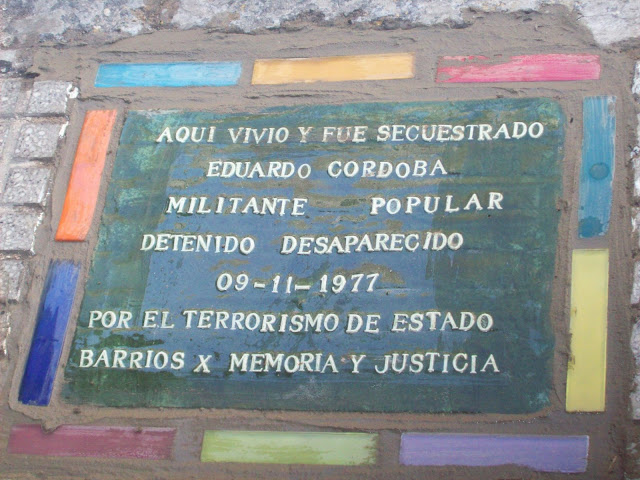 AQUI VIVIO Y FUE SECUESTRADO
EDUARDO CORDOBA
MILITANTE POPULAR
DETENIDO DESAPARECIDO
09-11-1977
POR EL TERRORISMO DE ESTADO
BARRIOS X MEMORIA Y JUSTICIA